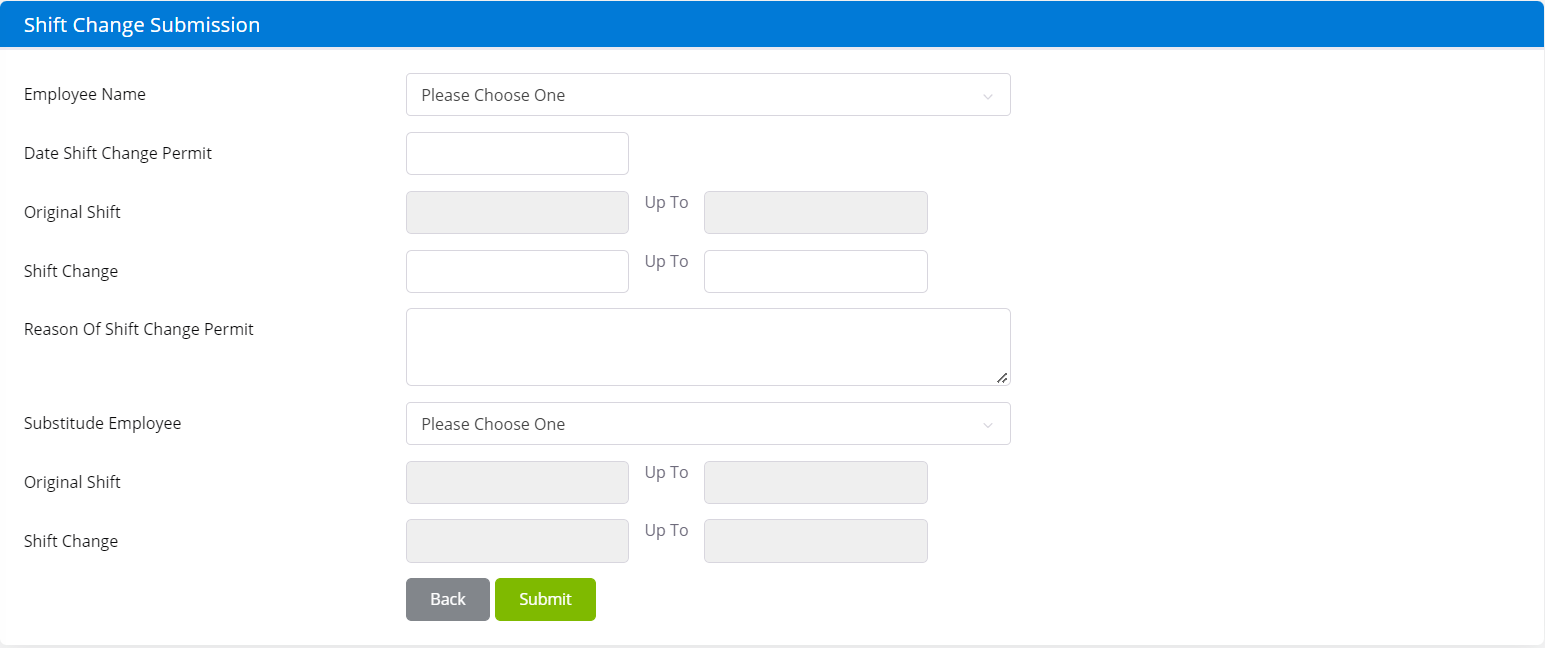 Shift Change Submission
Employee Name Please Choose One
Date Shift Change Permit
Original Shift Up To
Shift Change Up To
Reason Of Shift Change Permit
Substitude Employee Please Choose One
Original Shift Up To
Shift Change Up To
Back Submit